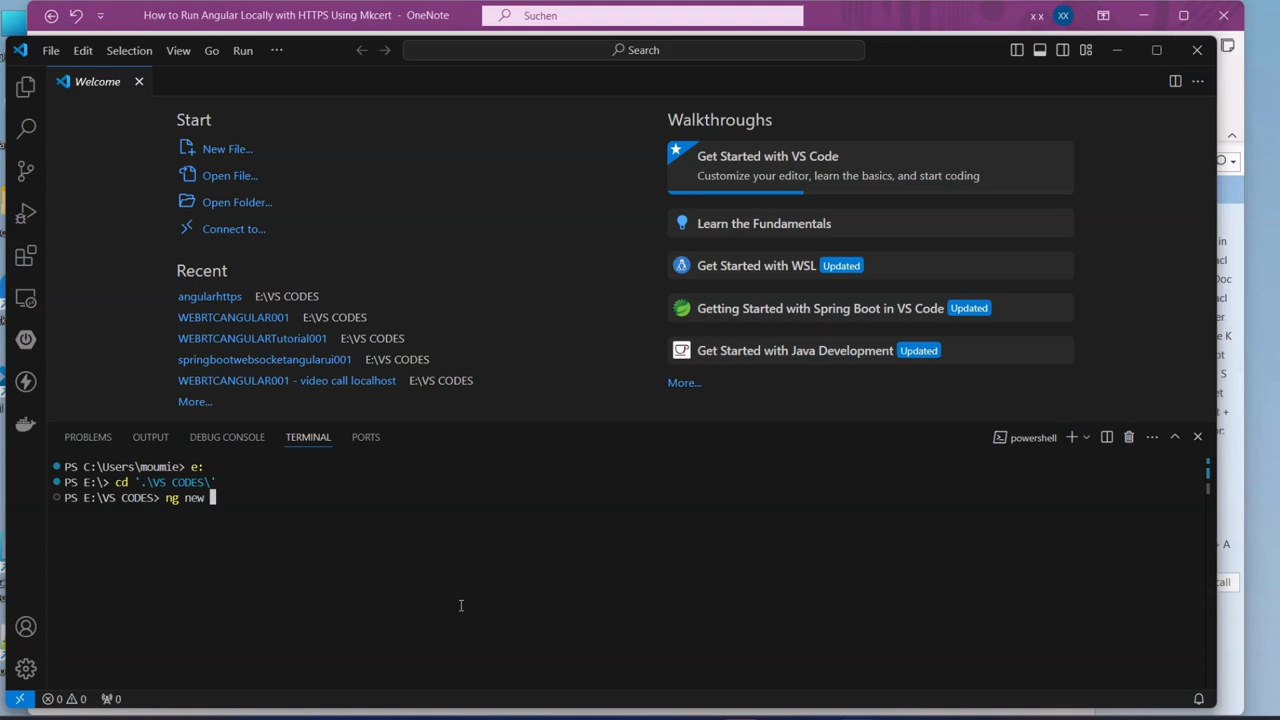 How to Run Angular Locally with HTTPS Using Mkcert - OneNote
Suchen
x x
XX
File Edit Selection View Go Run ···
Search
Welcome
Start
New File...
Open File...
Open Folder...
Connect to...
Recent
angularhttps E:\VS CODES
WEBRTCANGULAR001 E:\VS CODES
WEBRTCANGULARTutorial001 E:\VS CODES
springbootwebsocketangularui001 E:\VS CODES
WEBRTCANGULAR001 - video call localhost E:\VS CODES
More...
Walkthroughs
Get Started with VS Code
Customize your editor, learn the basics, and start coding
Learn the Fundamentals
Get Started with WSL Updated
Getting Started with Spring Boot in VS Code Updated
Get Started with Java Development Updated
More...
PROBLEMS OUTPUT DEBUG CONSOLE TERMINAL PORTS
powershell
PS C:\Users\moumie> e:
PS E:\> cd '.\VS CODES\'
PS E:\VS CODES> ng new
0 0 0